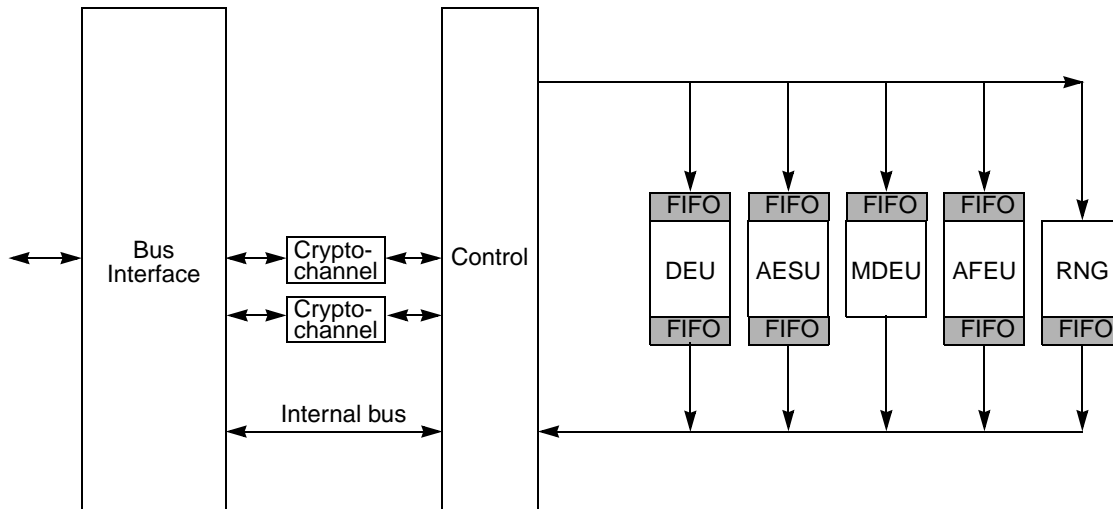 FIFO FIFO FIFO FIFO
Bus
Interface
Crypto-
channel
Control
DEU AESU MDEU AFEU RNG
Crypto-
channel
FIFO FIFO FIFO FIFO
Internal bus